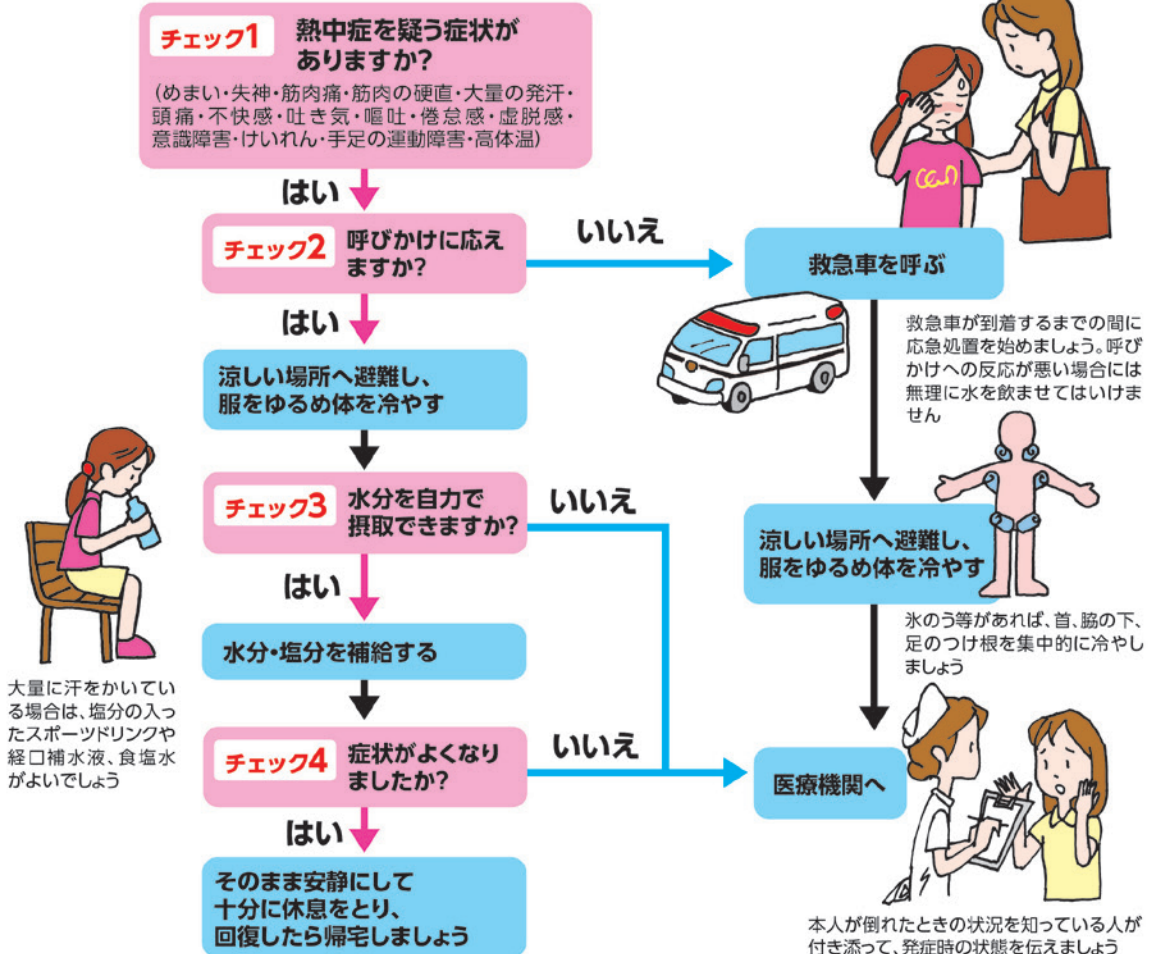 チェック1 熱中症を疑う症状が
ありますか?
(めまい・失神・筋肉痛・筋肉の硬直・大量の発汗・
頭痛・不快感・吐き気・嘔吐・倦怠感・虚脱感・
意識障害・けいれん・手足の運動障害・高体温)
はい
チェック2 呼びかけに応え
ますか?
いいえ
救急車を呼ぶ
救急車が到着するまでの間に
応急処置を始めましょう。呼び
かけへの反応が悪い場合には
無理に水を飲ませてはいけま
せん
はい
涼しい場所へ避難し、
服をゆるめ体を冷やす
チェック3 水分を自力で
摂取できますか?
いいえ
涼しい場所へ避難し、
服をゆるめ体を冷やす
氷のう等があれば、首、脇の下、
足のつけ根を集中的に冷やし
ましょう
はい
水分・塩分を補給する
大量に汗をかいてい
る場合は、塩分の入っ
たスポーツドリンクや
経口補水液、食塩水
がよいでしょう
チェック4 症状がよくなり
ましたか?
いいえ
医療機関へ
はい
そのまま安静にして
十分に休息をとり、
回復したら帰宅しましょう
本人が倒れたときの状況を知っている人が
付き添って、発症時の状態を伝えましょう